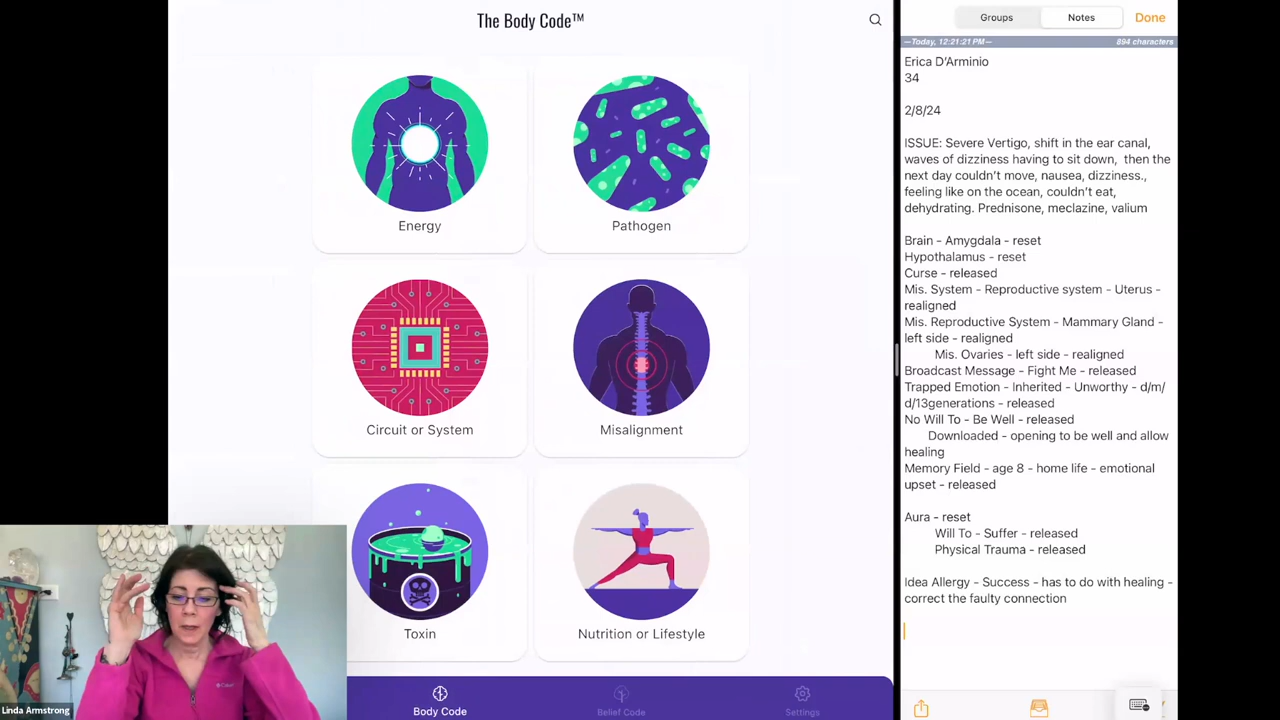 The Body Code™
Energy
Pathogen
Circuit or System
Misalignment
Toxin
Nutrition or Lifestyle
Body Code
Belief Code
Settings
Linda Armstrong
Groups
Notes
Done
—Today, 12:21:21 PM—
894 characters
Erica D'Arminio
34
2/8/24
ISSUE: Severe Vertigo, shift in the ear canal,
waves of dizziness having to sit down,  then the
next day couldn't move, nausea, dizziness.,
feeling like on the ocean, couldn't eat,
dehydrating. Prednisone, meclazine, valium
Brain - Amygdala - reset
Hypothalamus - reset
Curse - released
Mis. System - Reproductive system - Uterus -
realigned
Mis. Reproductive System - Mammary Gland -
left side - realigned
Mis. Ovaries - left side - realigned
Broadcast Message - Fight Me - released
Trapped Emotion - Inherited - Unworthy - d/m/
d/13generations - released
No Will To - Be Well - released
Downloaded - opening to be well and allow
healing
Memory Field - age 8 - home life - emotional
upset - released
Aura - reset
Will To - Suffer - released
Physical Trauma - released
Idea Allergy - Success - has to do with healing -
correct the faulty connection